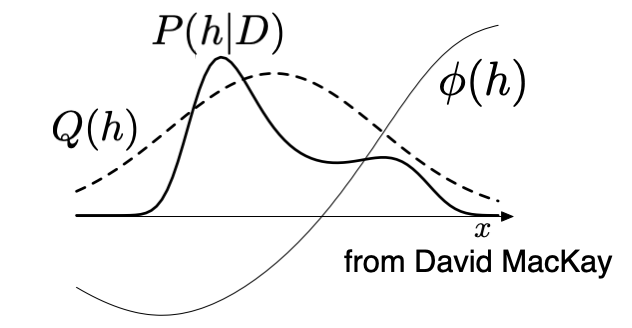 P(h|D)
ϕ(h)
Q(h)
x
from David MacKay